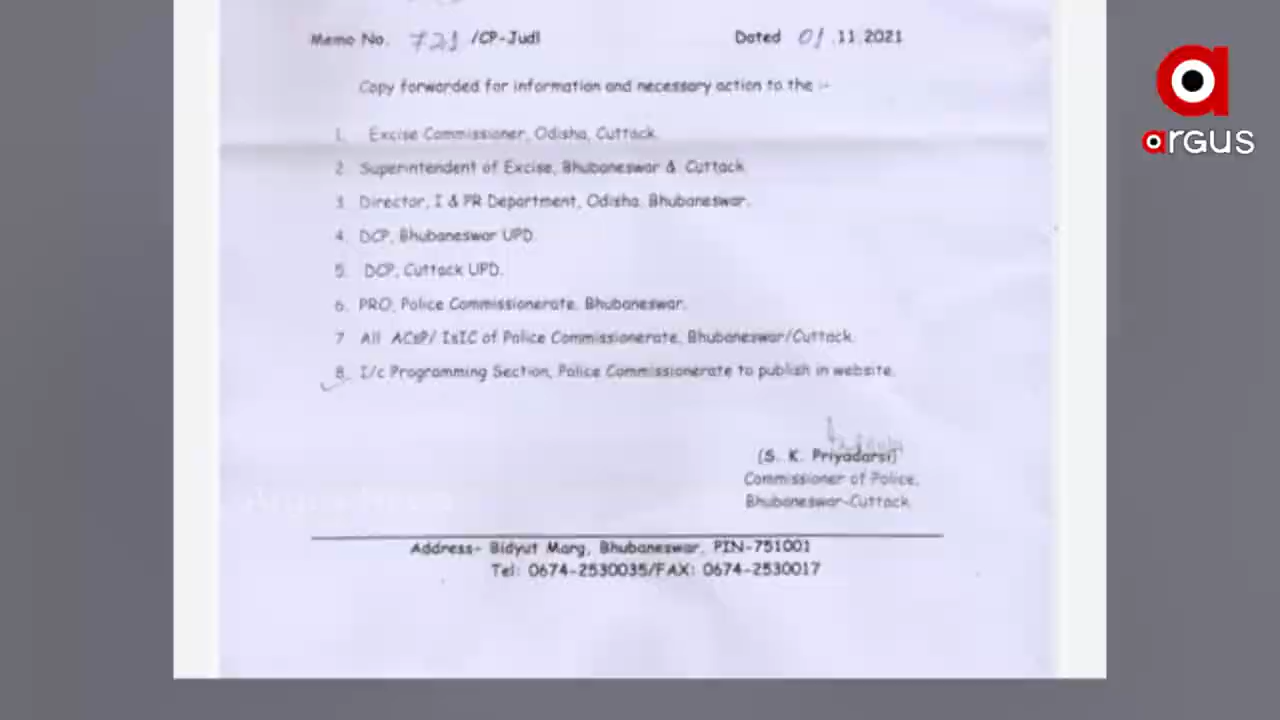 Memo No. 721 /CP-Judl Dated 01.11.2021
Copy forwarded for information and necessary action to the :-
1. Excise Commissioner, Odisha, Cuttack.
2. Superintendent of Excise, Bhubaneswar & Cuttack.
3. Director, I & PR Department, Odisha, Bhubaneswar.
4. DCP, Bhubaneswar UPD.
5. DCP, Cuttack UPD.
6. PRO, Police Commissionerate, Bhubaneswar.
7. All ACsP/ IsIC of Police Commissionerate, Bhubaneswar/Cuttack.
8. I/c Programming Section, Police Commissionerate to publish in website.
(S. K. Priyadarsi)
Commissioner of Police,
Bhubaneswar-Cuttack.
Address- Bidyut Marg, Bhubaneswar, PIN-751001
Tel: 0674-2530035/FAX: 0674-2530017
argus